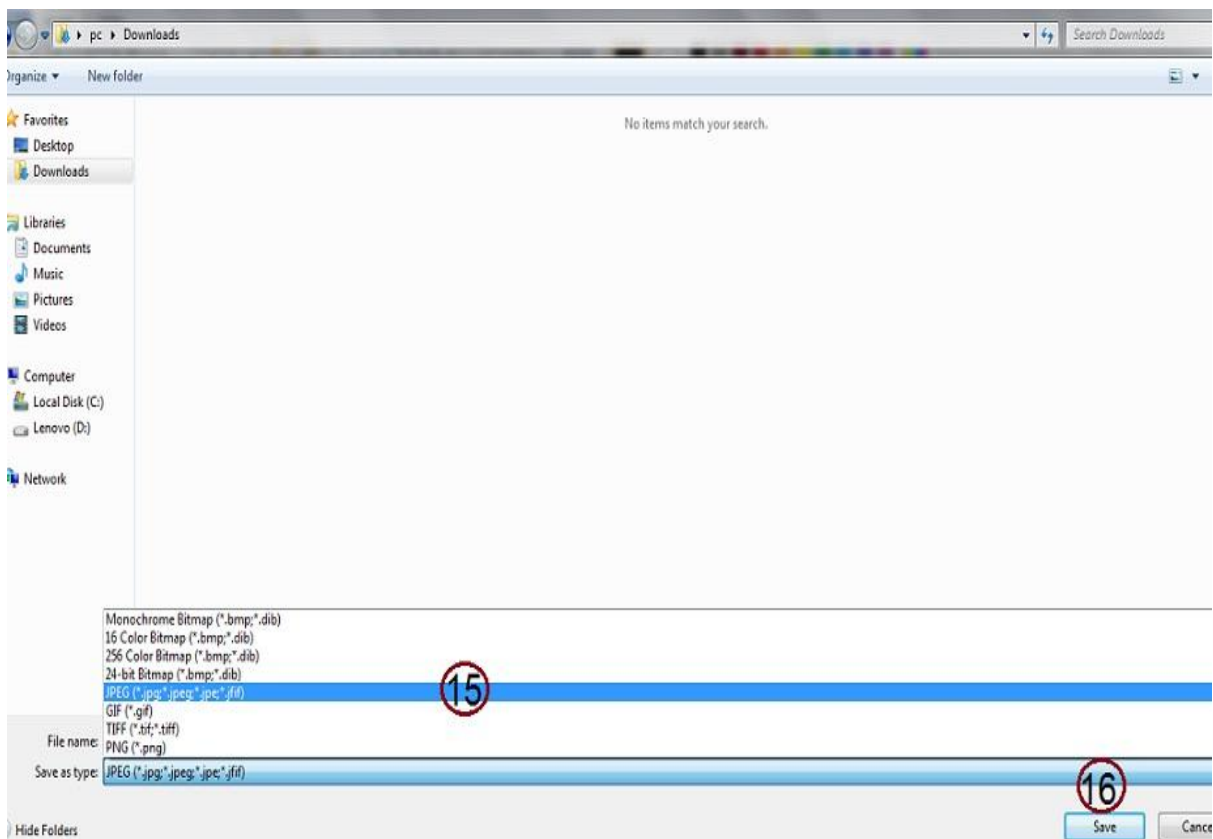 pc Downloads
Search Downloads
Organize New folder
Favorites
No items match your search.
Desktop
Downloads
Libraries
Documents
Music
Pictures
Videos
Computer
Local Disk (C:)
Lenovo (D:)
Network
Monochrome Bitmap (*.bmp;*.dib)
16 Color Bitmap (*.bmp;*.dib)
256 Color Bitmap (*.bmp;*.dib)
24-bit Bitmap (*.bmp;*.dib)
JPEG (*.jpg;*.jpeg;*.jpe;*.jfif)
15
GIF (*.gif)
TIFF (*.tif;*.tiff)
File name:
PNG (*.png)
Save as type: JPEG (*.jpg;*.jpeg;*.jpe;*.jfif)
16
Hide Folders
Save
Cance